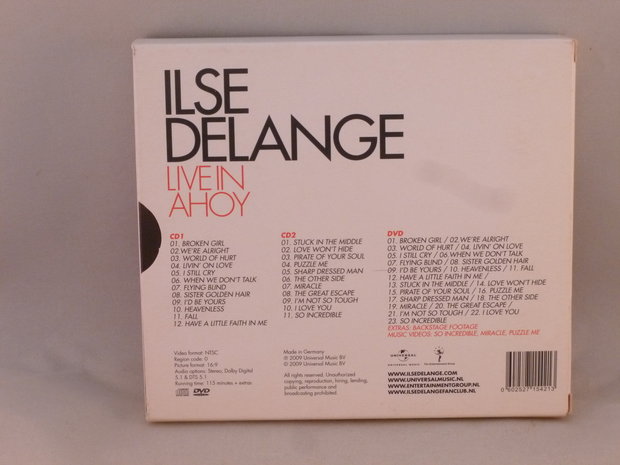 ILSE
DELANGE
LIVE IN
AHOY
CD1
01. BROKEN GIRL
02. WE'RE ALRIGHT
03. WORLD OF HURT
04. LIVIN' ON LOVE
05. I STILL CRY
06. WHEN WE DON'T TALK
07. FLYING BLIND
08. SISTER GOLDEN HAIR
09. I'D BE YOURS
10. HEAVENLESS
11. FALL
12. HAVE A LITTLE FAITH IN ME
CD2
01. STUCK IN THE MIDDLE
02. LOVE WON'T HIDE
03. PIRATE OF YOUR SOUL
04. PUZZLE ME
05. SHARP DRESSED MAN
06. THE OTHER SIDE
07. MIRACLE
08. THE GREAT ESCAPE
09. I'M NOT SO TOUGH
10. I LOVE YOU
11. SO INCREDIBLE
DVD
01. BROKEN GIRL / 02. WE'RE ALRIGHT
03. WORLD OF HURT / 04. LIVIN' ON LOVE
05. I STILL CRY / 06. WHEN WE DON'T TALK
07. FLYING BLIND / 08. SISTER GOLDEN HAIR
09. I'D BE YOURS / 10. HEAVENLESS / 11. FALL
12. HAVE A LITTLE FAITH IN ME /
13. STUCK IN THE MIDDLE / 14. LOVE WON'T HIDE
15. PIRATE OF YOUR SOUL / 16. PUZZLE ME
17. SHARP DRESSED MAN / 18. THE OTHER SIDE
19. MIRACLE / 20. THE GREAT ESCAPE /
21. I'M NOT SO TOUGH / 22. I LOVE YOU
23. SO INCREDIBLE
EXTRAS: BACKSTAGE FOOTAGE
MUSIC VIDEOS: SO INCREDIBLE, MIRACLE, PUZZLE ME
Video format: NTSC
Region code: 0
Picture format: 16:9
Audio options: Stereo, Dolby Digital
5.1 & DTS 5.1
Running time: 115 minutes + extras
DVD
Made in Germany
℗ 2009 Universal Music BV
© 2009 Universal Music BV
All rights reserved. Unauthorized
copying, reproduction, hiring, lending,
public performance and
broadcasting prohibited.
UNIVERSAL
WWW.ILSEDELANGE.COM
WWW.UNIVERSALMUSIC.NL
WWW.ENTERTAINMENTGROUP.NL
WWW.ILSEDELANGEFANCLUB.NL
0 602527 154213